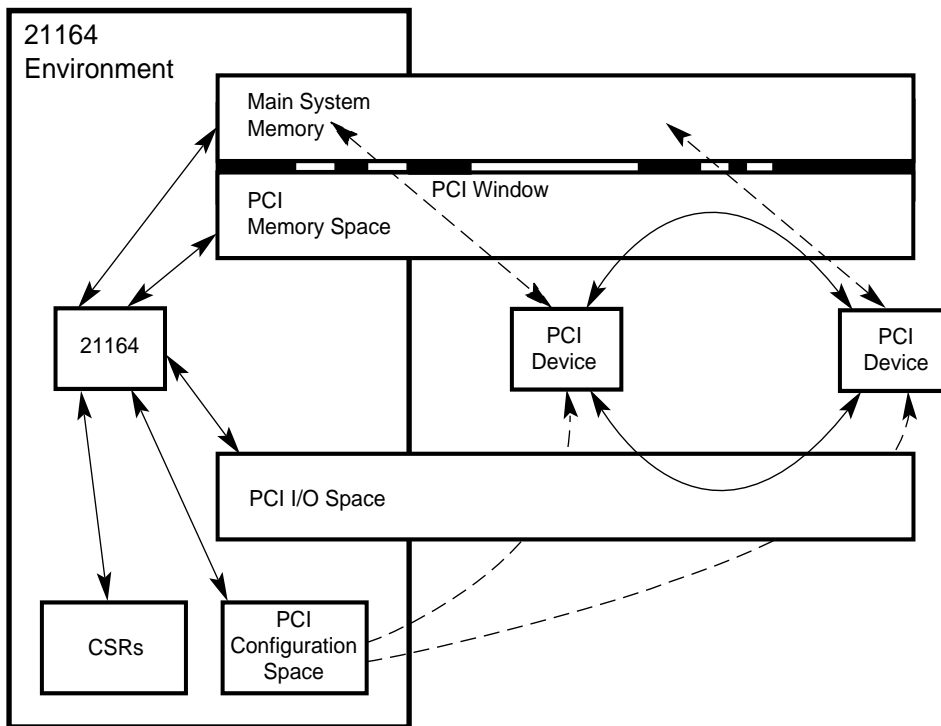 21164
Environment
Main System
Memory
PCI Window
PCI
Memory Space
21164
PCI
Device
PCI
Device
PCI I/O Space
CSRs
PCI
Configuration
Space